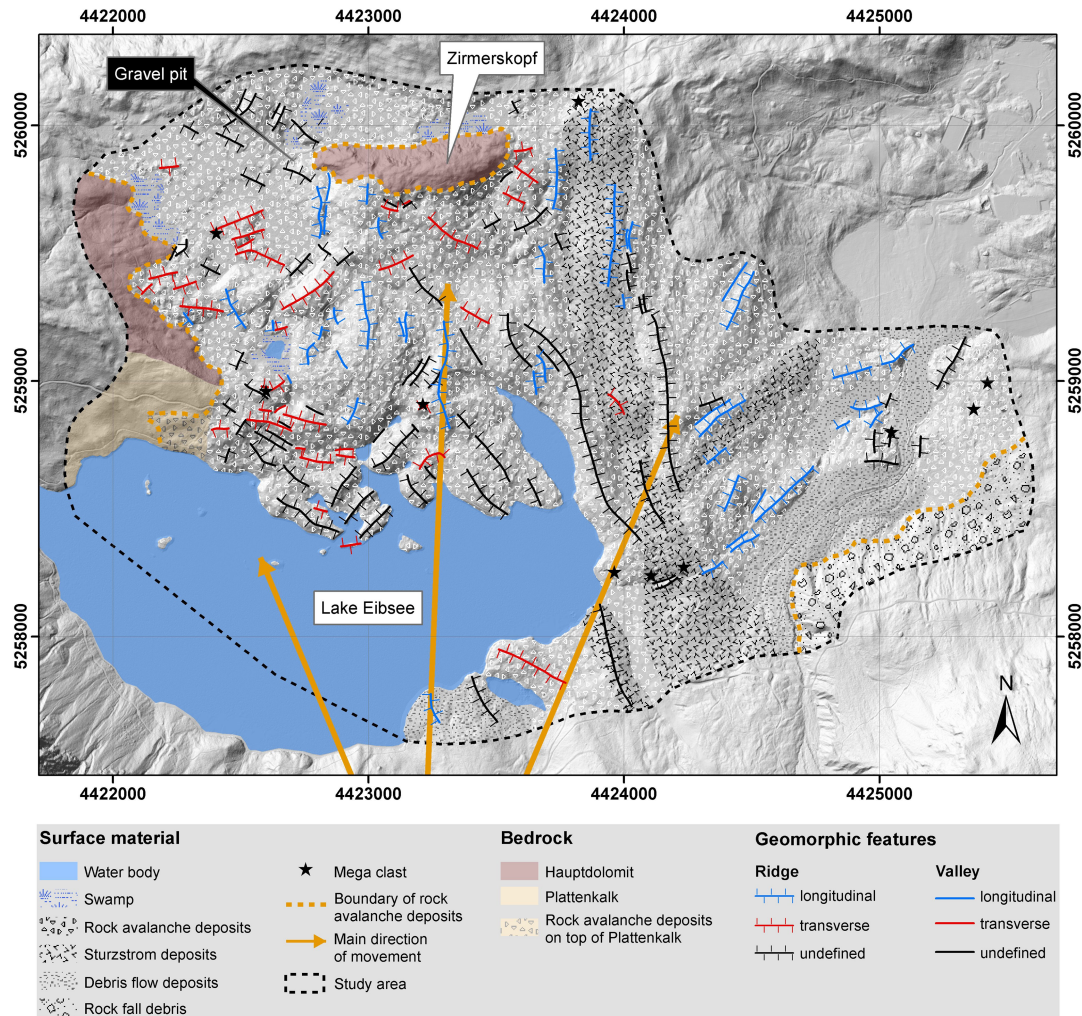 4422000 4423000 4424000 4425000
Zirmerskopf
Gravel pit
5260000 5260000
5259000 5259000
Lake Eibsee
5258000 5258000
N
4422000 4423000 4424000 4425000
Surface material
Water body
Swamp
Rock avalanche deposits
Sturzstrom deposits
Debris flow deposits
Rock fall debris
Mega clast
Boundary of rock
avalanche deposits
Main direction
of movement
Study area
Bedrock
Hauptdolomit
Plattenkalk
Rock avalanche deposits
on top of Plattenkalk
Geomorphic features
Ridge
longitudinal
transverse
undefined
Valley
longitudinal
transverse
undefined